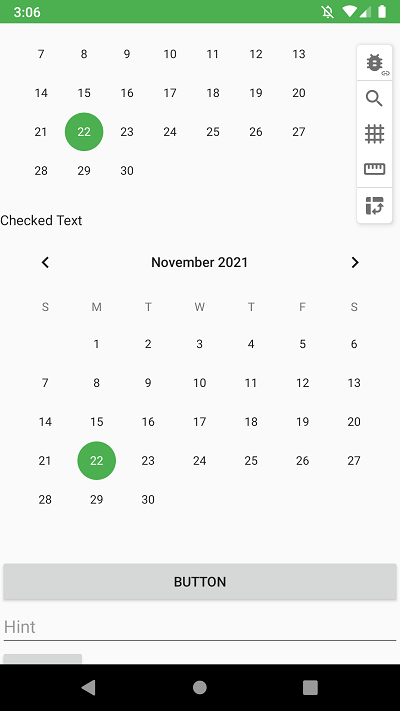 3:06
7 8 9 10 11 12 13
14 15 16 17 18 19 20
21 22 23 24 25 26 27
28 29 30
Checked Text
November 2021
S M T W T F S
1 2 3 4 5 6
7 8 9 10 11 12 13
14 15 16 17 18 19 20
21 22 23 24 25 26 27
28 29 30
BUTTON
Hint